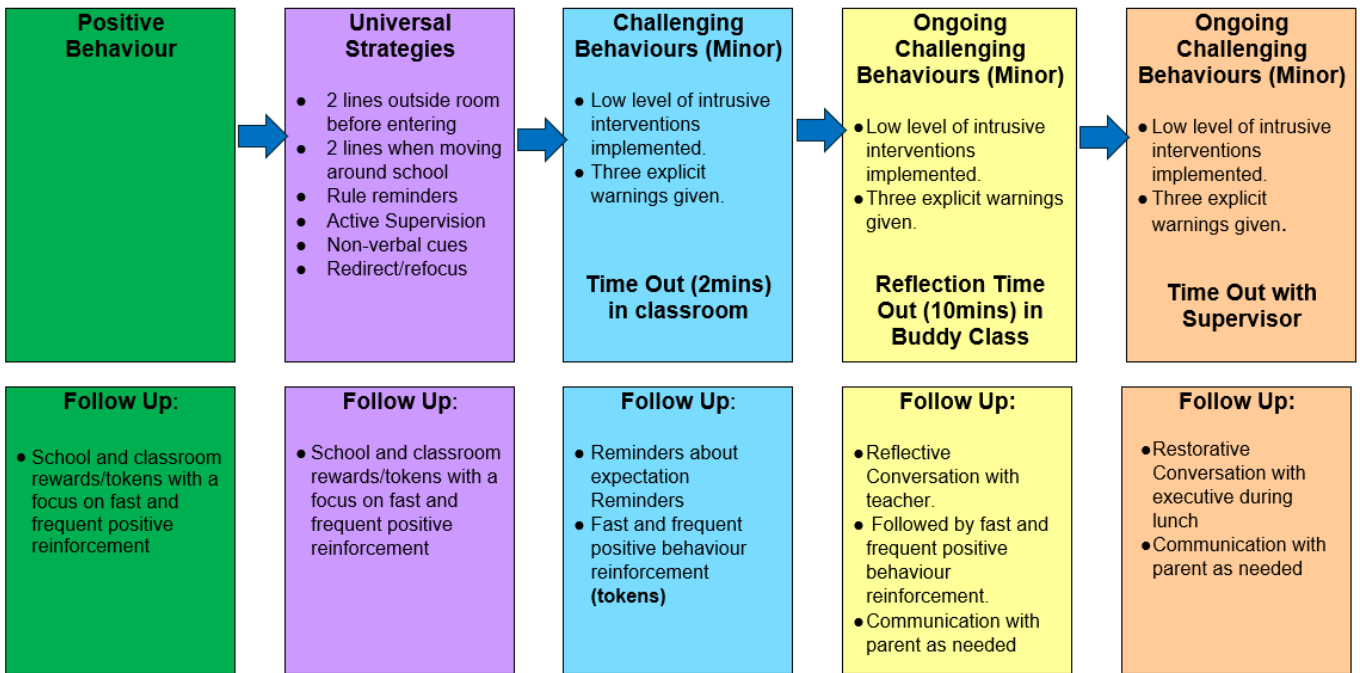 Positive
Behaviour
Universal
Strategies
● 2 lines outside room
before entering
● 2 lines when moving
around school
● Rule reminders
● Active Supervision
● Non-verbal cues
● Redirect/refocus
Challenging
Behaviours (Minor)
● Low level of intrusive
interventions
implemented.
● Three explicit
warnings given.
Time Out (2mins)
in classroom
Ongoing
Challenging
Behaviours (Minor)
● Low level of intrusive
interventions
implemented.
● Three explicit warnings
given.
Reflection Time
Out (10mins) in
Buddy Class
Ongoing
Challenging
Behaviours (Minor)
● Low level of intrusive
interventions
implemented.
● Three explicit
warnings given.
Time Out with
Supervisor
Follow Up:
● School and classroom
rewards/tokens with a
focus on fast and
frequent positive
reinforcement
Follow Up:
● School and classroom
rewards/tokens with a
focus on fast and
frequent positive
reinforcement
Follow Up:
● Reminders about
expectation
Reminders
● Fast and frequent
positive behaviour
reinforcement
(tokens)
Follow Up:
● Reflective
Conversation with
teacher.
● Followed by fast and
frequent positive
behaviour
reinforcement.
● Communication with
parent as needed
Follow Up:
● Restorative
Conversation with
executive during
lunch
● Communication with
parent as needed